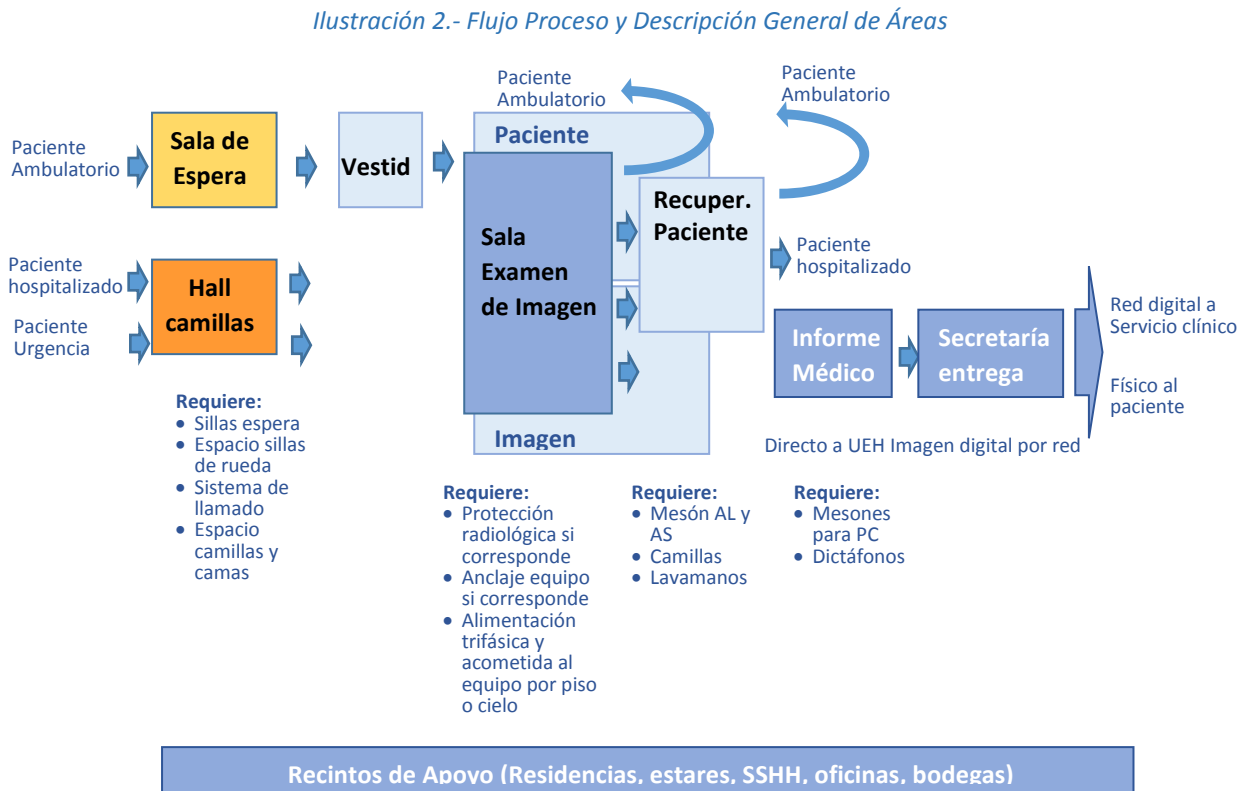 Ilustración 2.- Flujo Proceso y Descripción General de Áreas
Paciente
Ambulatorio
Sala de
Espera
Vestid
Paciente
Ambulatorio
Paciente
Sala
Examen
de Imagen
Imagen
Recuper.
Paciente
Paciente
Ambulatorio
Paciente
hospitalizado
Paciente
hospitalizado
Paciente
Urgencia
Hall
camillas
Informe
Médico
Secretaría
entrega
Red digital a
Servicio clínico
Físico al
paciente
Directo a UEH Imagen digital por red
Requiere:
• Sillas espera
• Espacio sillas
de rueda
• Sistema de
llamado
• Espacio
camillas y
camas
Requiere:
• Protección
radiológica si
corresponde
• Anclaje equipo
si corresponde
• Alimentación
trifásica y
acometida al
equipo por piso
o cielo
Requiere:
• Mesón AL y
AS
• Camillas
• Lavamanos
Requiere:
• Mesones
para PC
• Dictáfonos
Recintos de Apoyo (Residencias, estares, SSHH, oficinas, bodegas)